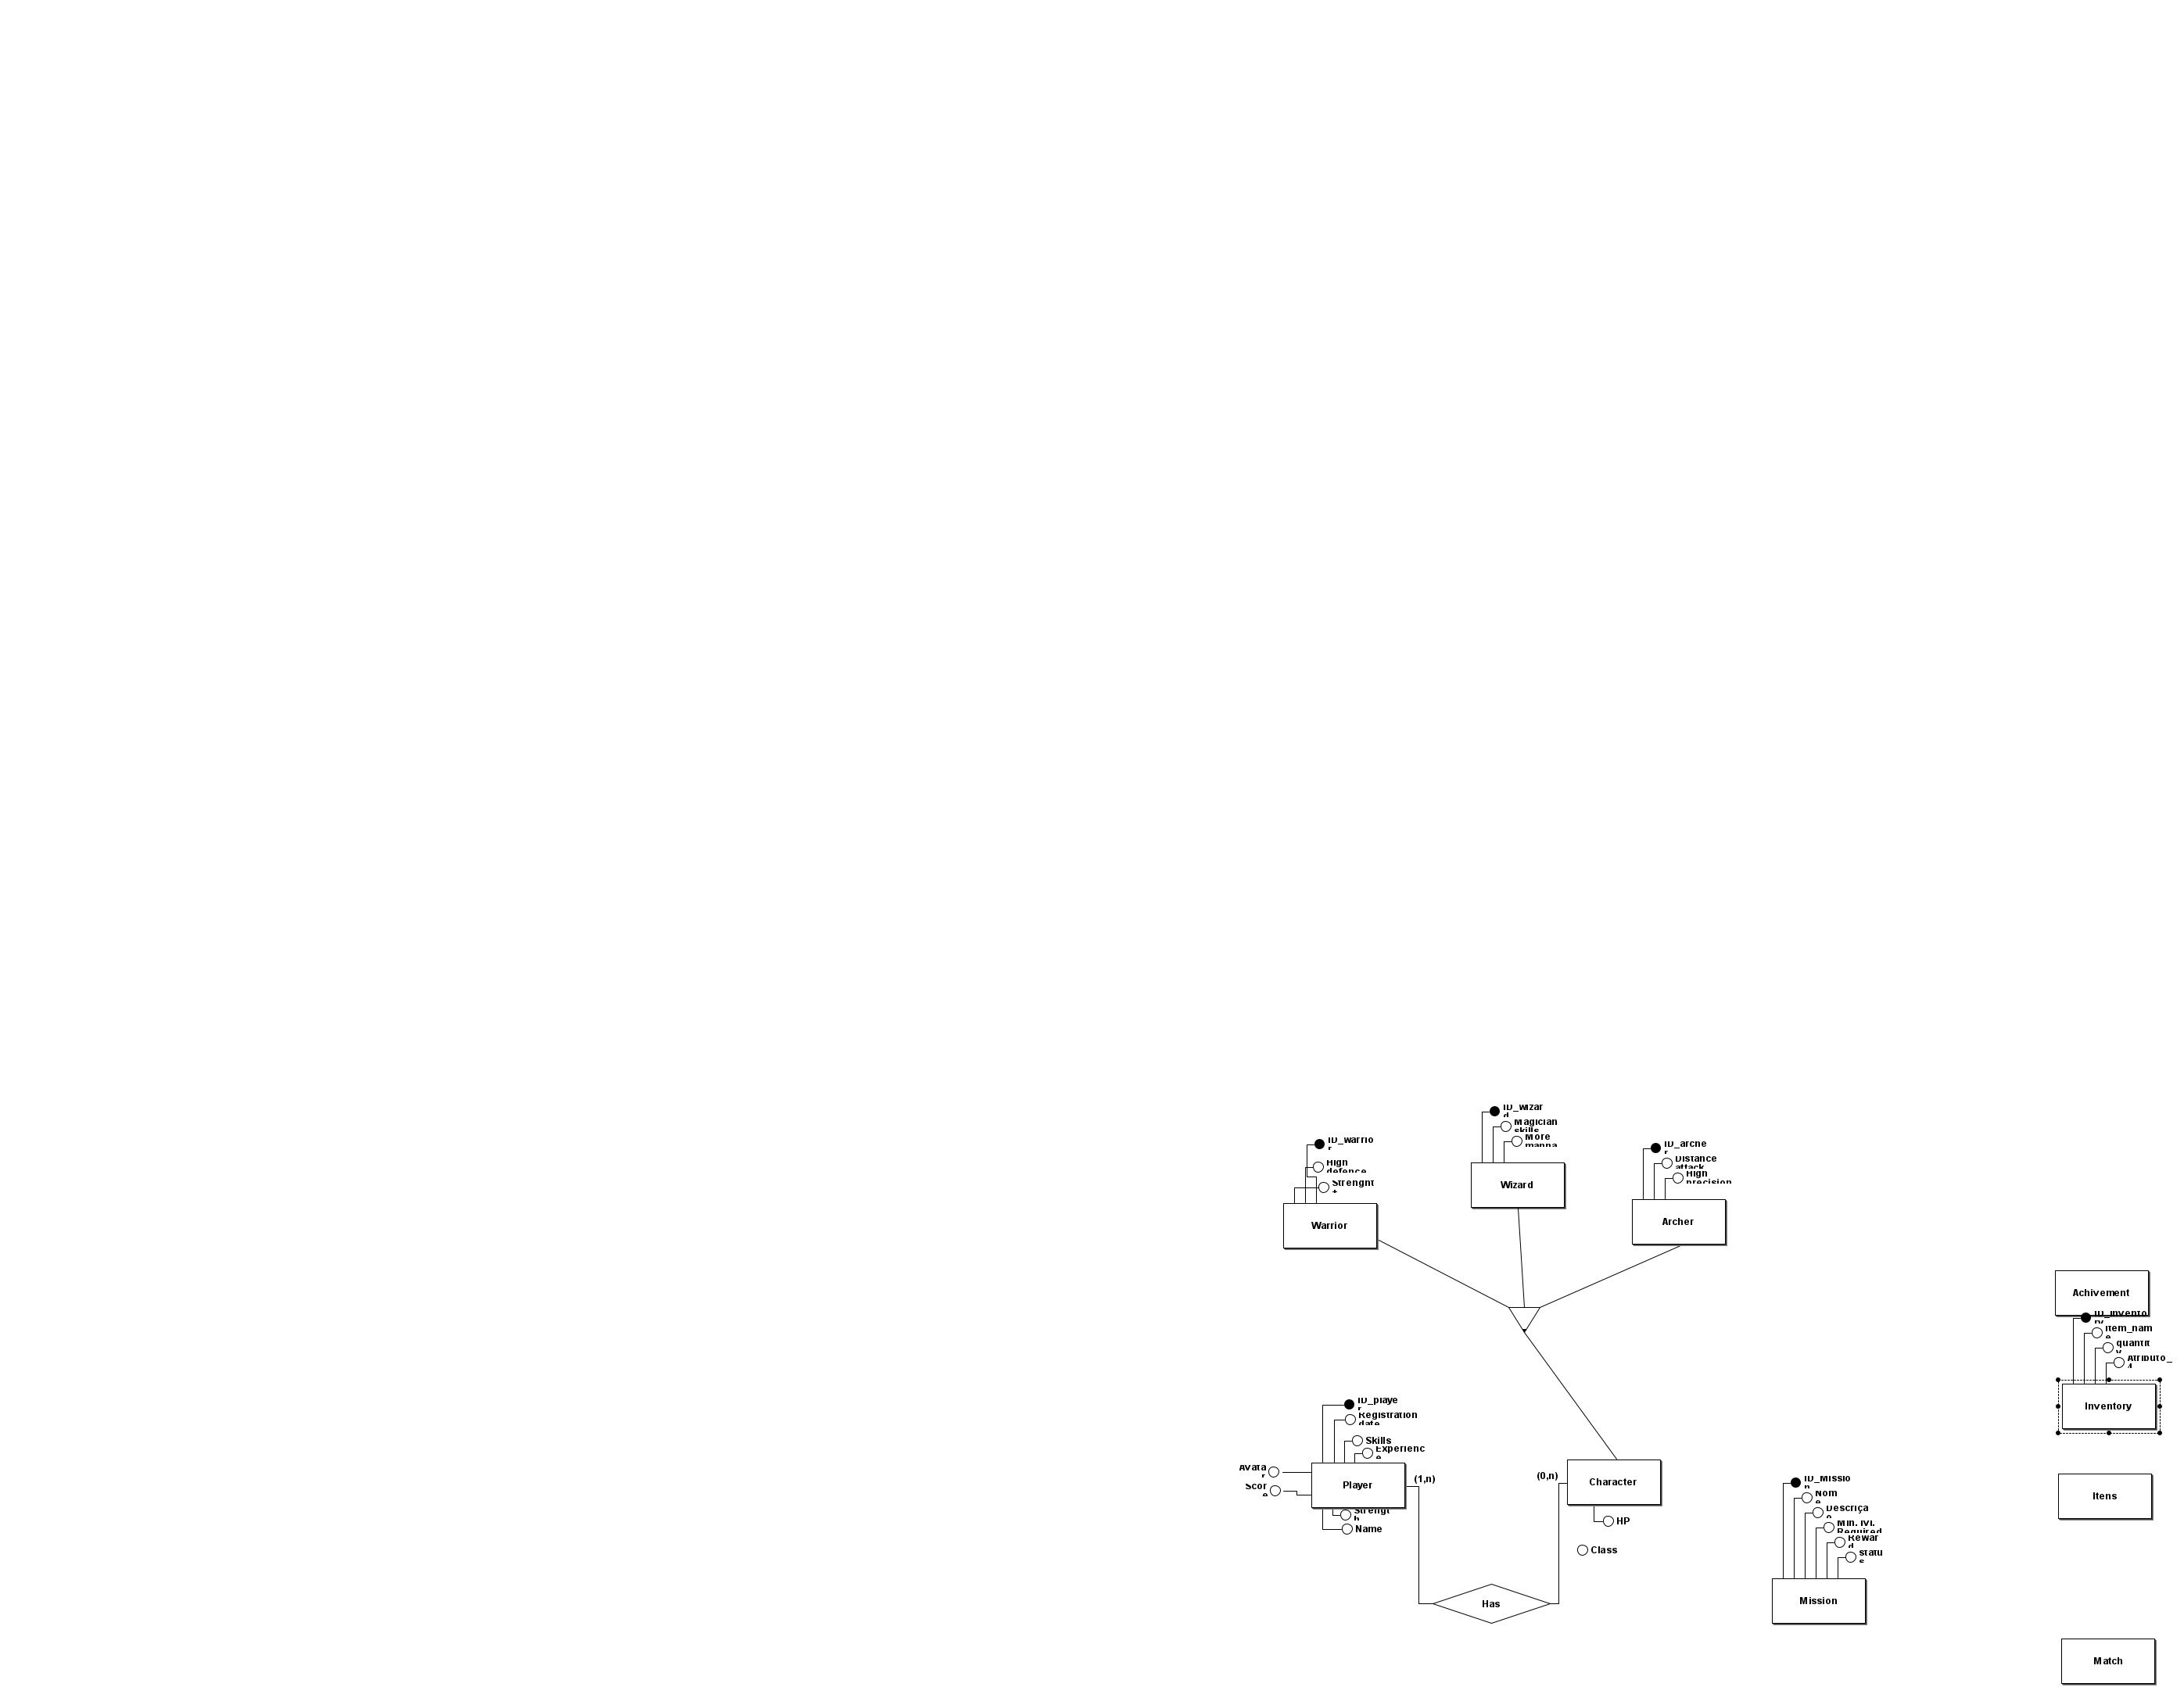 ID_wizar
d
Magician
skills
More
manna
Wizard
ID_warrio
r
High
defence
Strenght
Warrior
ID_arche
r
Distance
attack
High
precision
Archer
Achivement
ID_invento
ry
Item_nam
e
quantit
y
Atributo_
d
Inventory
Itens
ID_playe
r
Registration
date
Skills
Experienc
e
Avata
r
Scor
e
Player
(1,n)
Strengt
h
Name
(0,n)
Character
HP
Class
Has
ID_Missio
n
Nom
e
Descriça
o
Min. lvl.
Required
Rewar
d
statu
s
Mission
Match